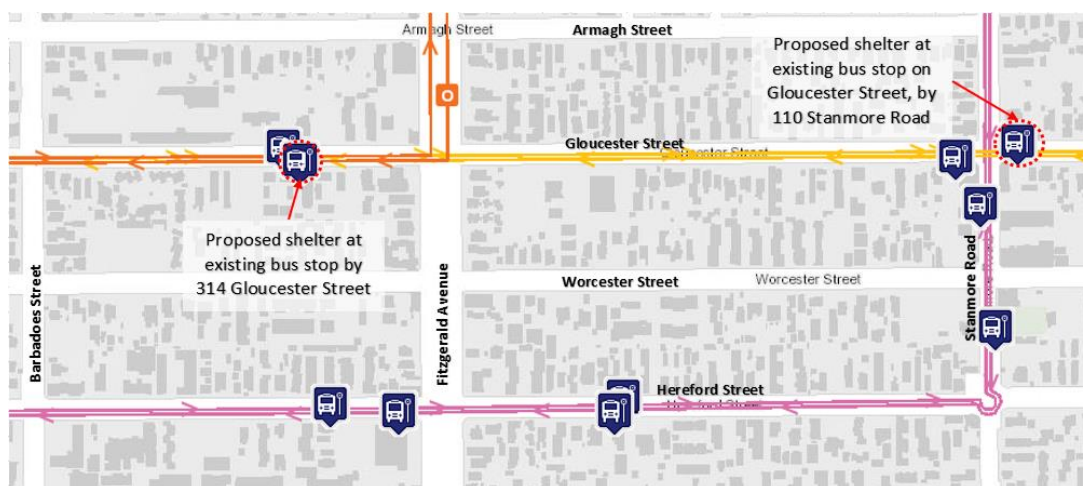 Armagh Street
Armagh Street
Proposed shelter at
existing bus stop on
Gloucester Street, by
110 Stanmore Road
O
Gloucester Street
Gloucester Street
Proposed shelter at
existing bus stop by
314 Gloucester Street
Worcester Street
Worcester Street
Barbadoes Street
Fitzgerald Avenue
Stanmore Road
Hereford Street
Hereford Street